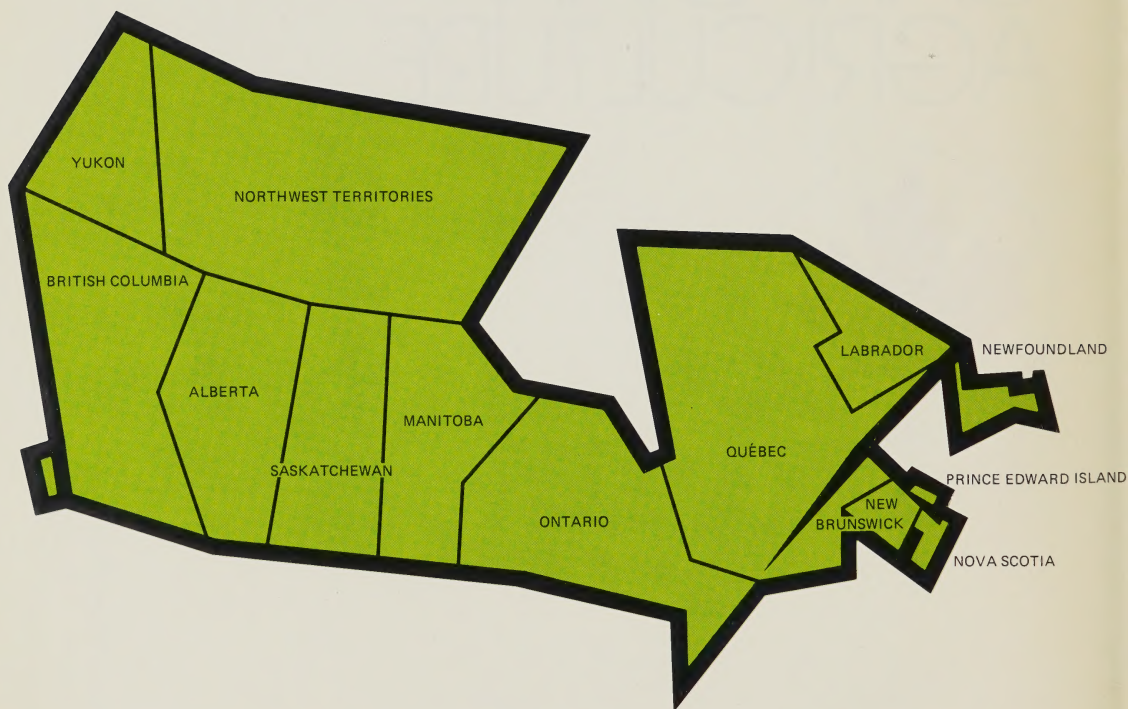 YUKON
NORTHWEST TERRITORIES
BRITISH COLUMBIA
ALBERTA
SASKATCHEWAN
MANITOBA
ONTARIO
QUÉBEC
LABRADOR
NEWFOUNDLAND
PRINCE EDWARD ISLAND
NEW
BRUNSWICK
NOVA SCOTIA